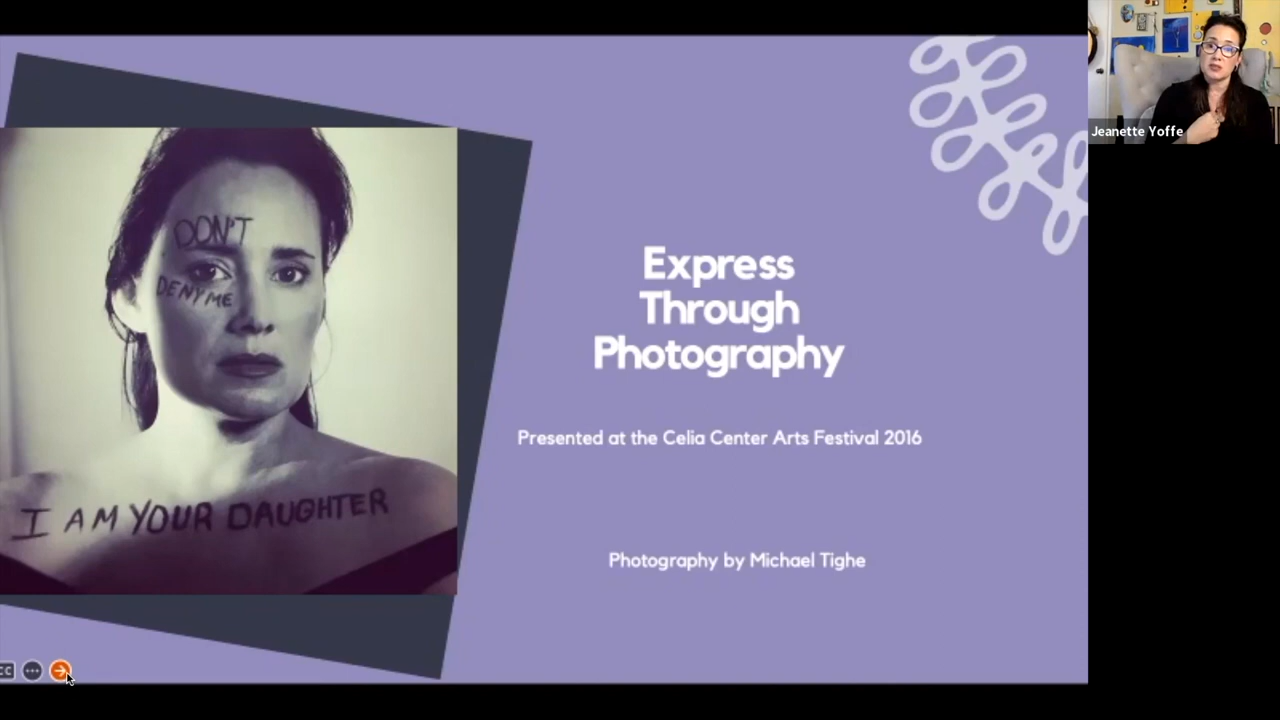 Jeanette Yoffe
DON'T
DENY ME
I AM YOUR DAUGHTER
Express
Through
Photography
Presented at the Celia Center Arts Festival 2016
Photography by Michael Tighe
CC